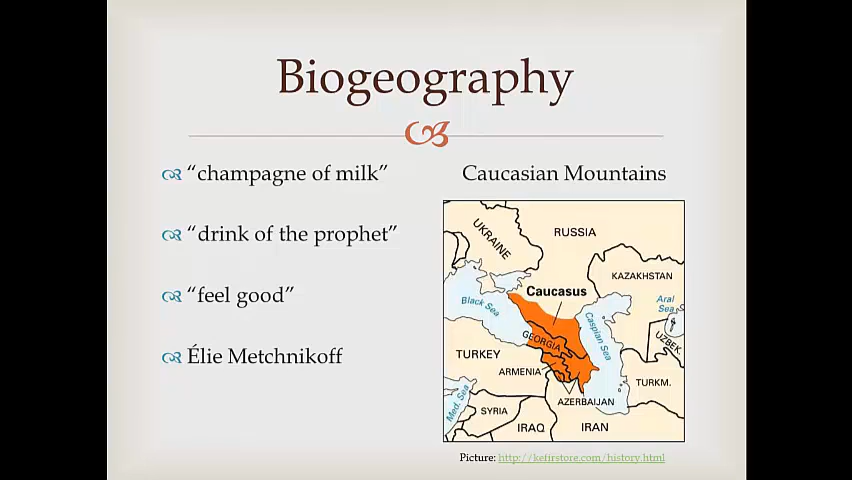 Biogeography
“champagne of milk”
“drink of the prophet”
“feel good”
Élie Metchnikoff
Caucasian Mountains
UKRAINE
RUSSIA
KAZAKHSTAN
Caucasus
Aral
Sea
Black Sea
Caspian Sea
GEORGIA
UZBEK.
TURKEY
ARMENIA
TURKM.
AZERBAIJAN
Med. Sea
SYRIA
IRAQ
IRAN
Picture: http://kefirstore.com/history.html